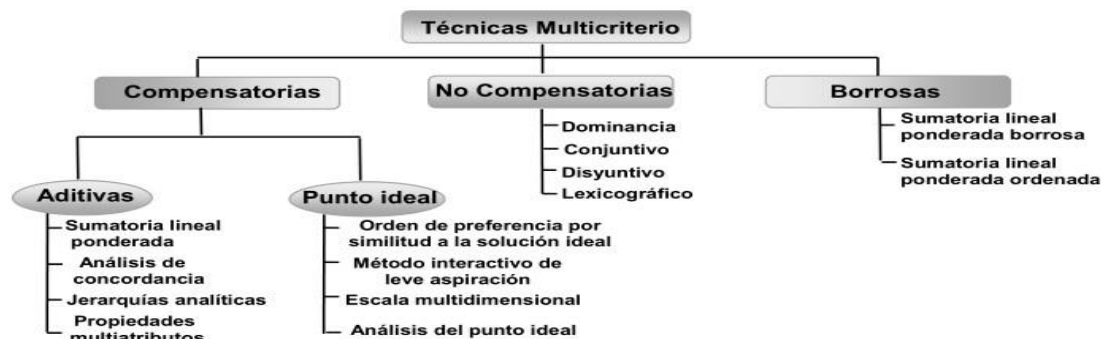 Técnicas Multicriterio
Compensatorias
No Compensatorias
Borrosas
Dominancia
Conjuntivo
Disyuntivo
Lexicográfico
Sumatoria lineal
ponderada borrosa
Sumatoria lineal
ponderada ordenada
Aditivas
Sumatoria lineal
ponderada
Análisis de
concordancia
Jerarquías analíticas
Propiedades
multiatributos
Punto ideal
Orden de preferencia por
similitud a la solución ideal
Método interactivo de
leve aspiración
Escala multidimensional
Análisis del punto ideal